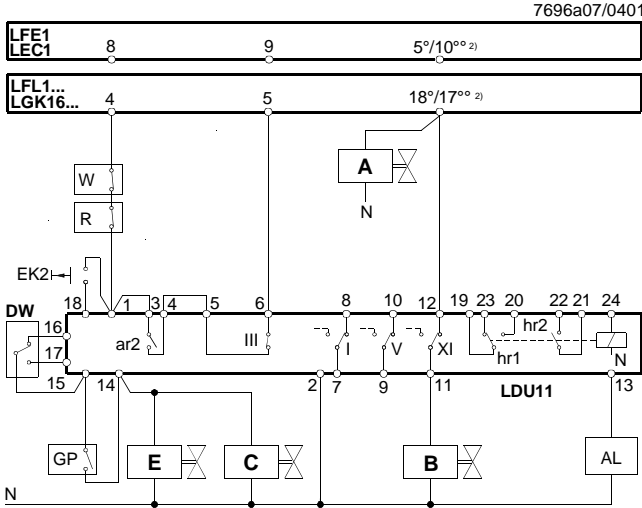 7696a07/0401
LFE1
LEC1
8 9 5°/10°° 2)
LFL1...
LGK16...
4 5 18°/17°° 2)
A
W
N
R
EK2
DW
18 1 3 4 5 6 8 10 12 19 23 20 22 21 24
16
ar2 III I V XI hr1 hr2 N
17
15 14 2 7 9 11 LDU11 13
GP E C B AL
N